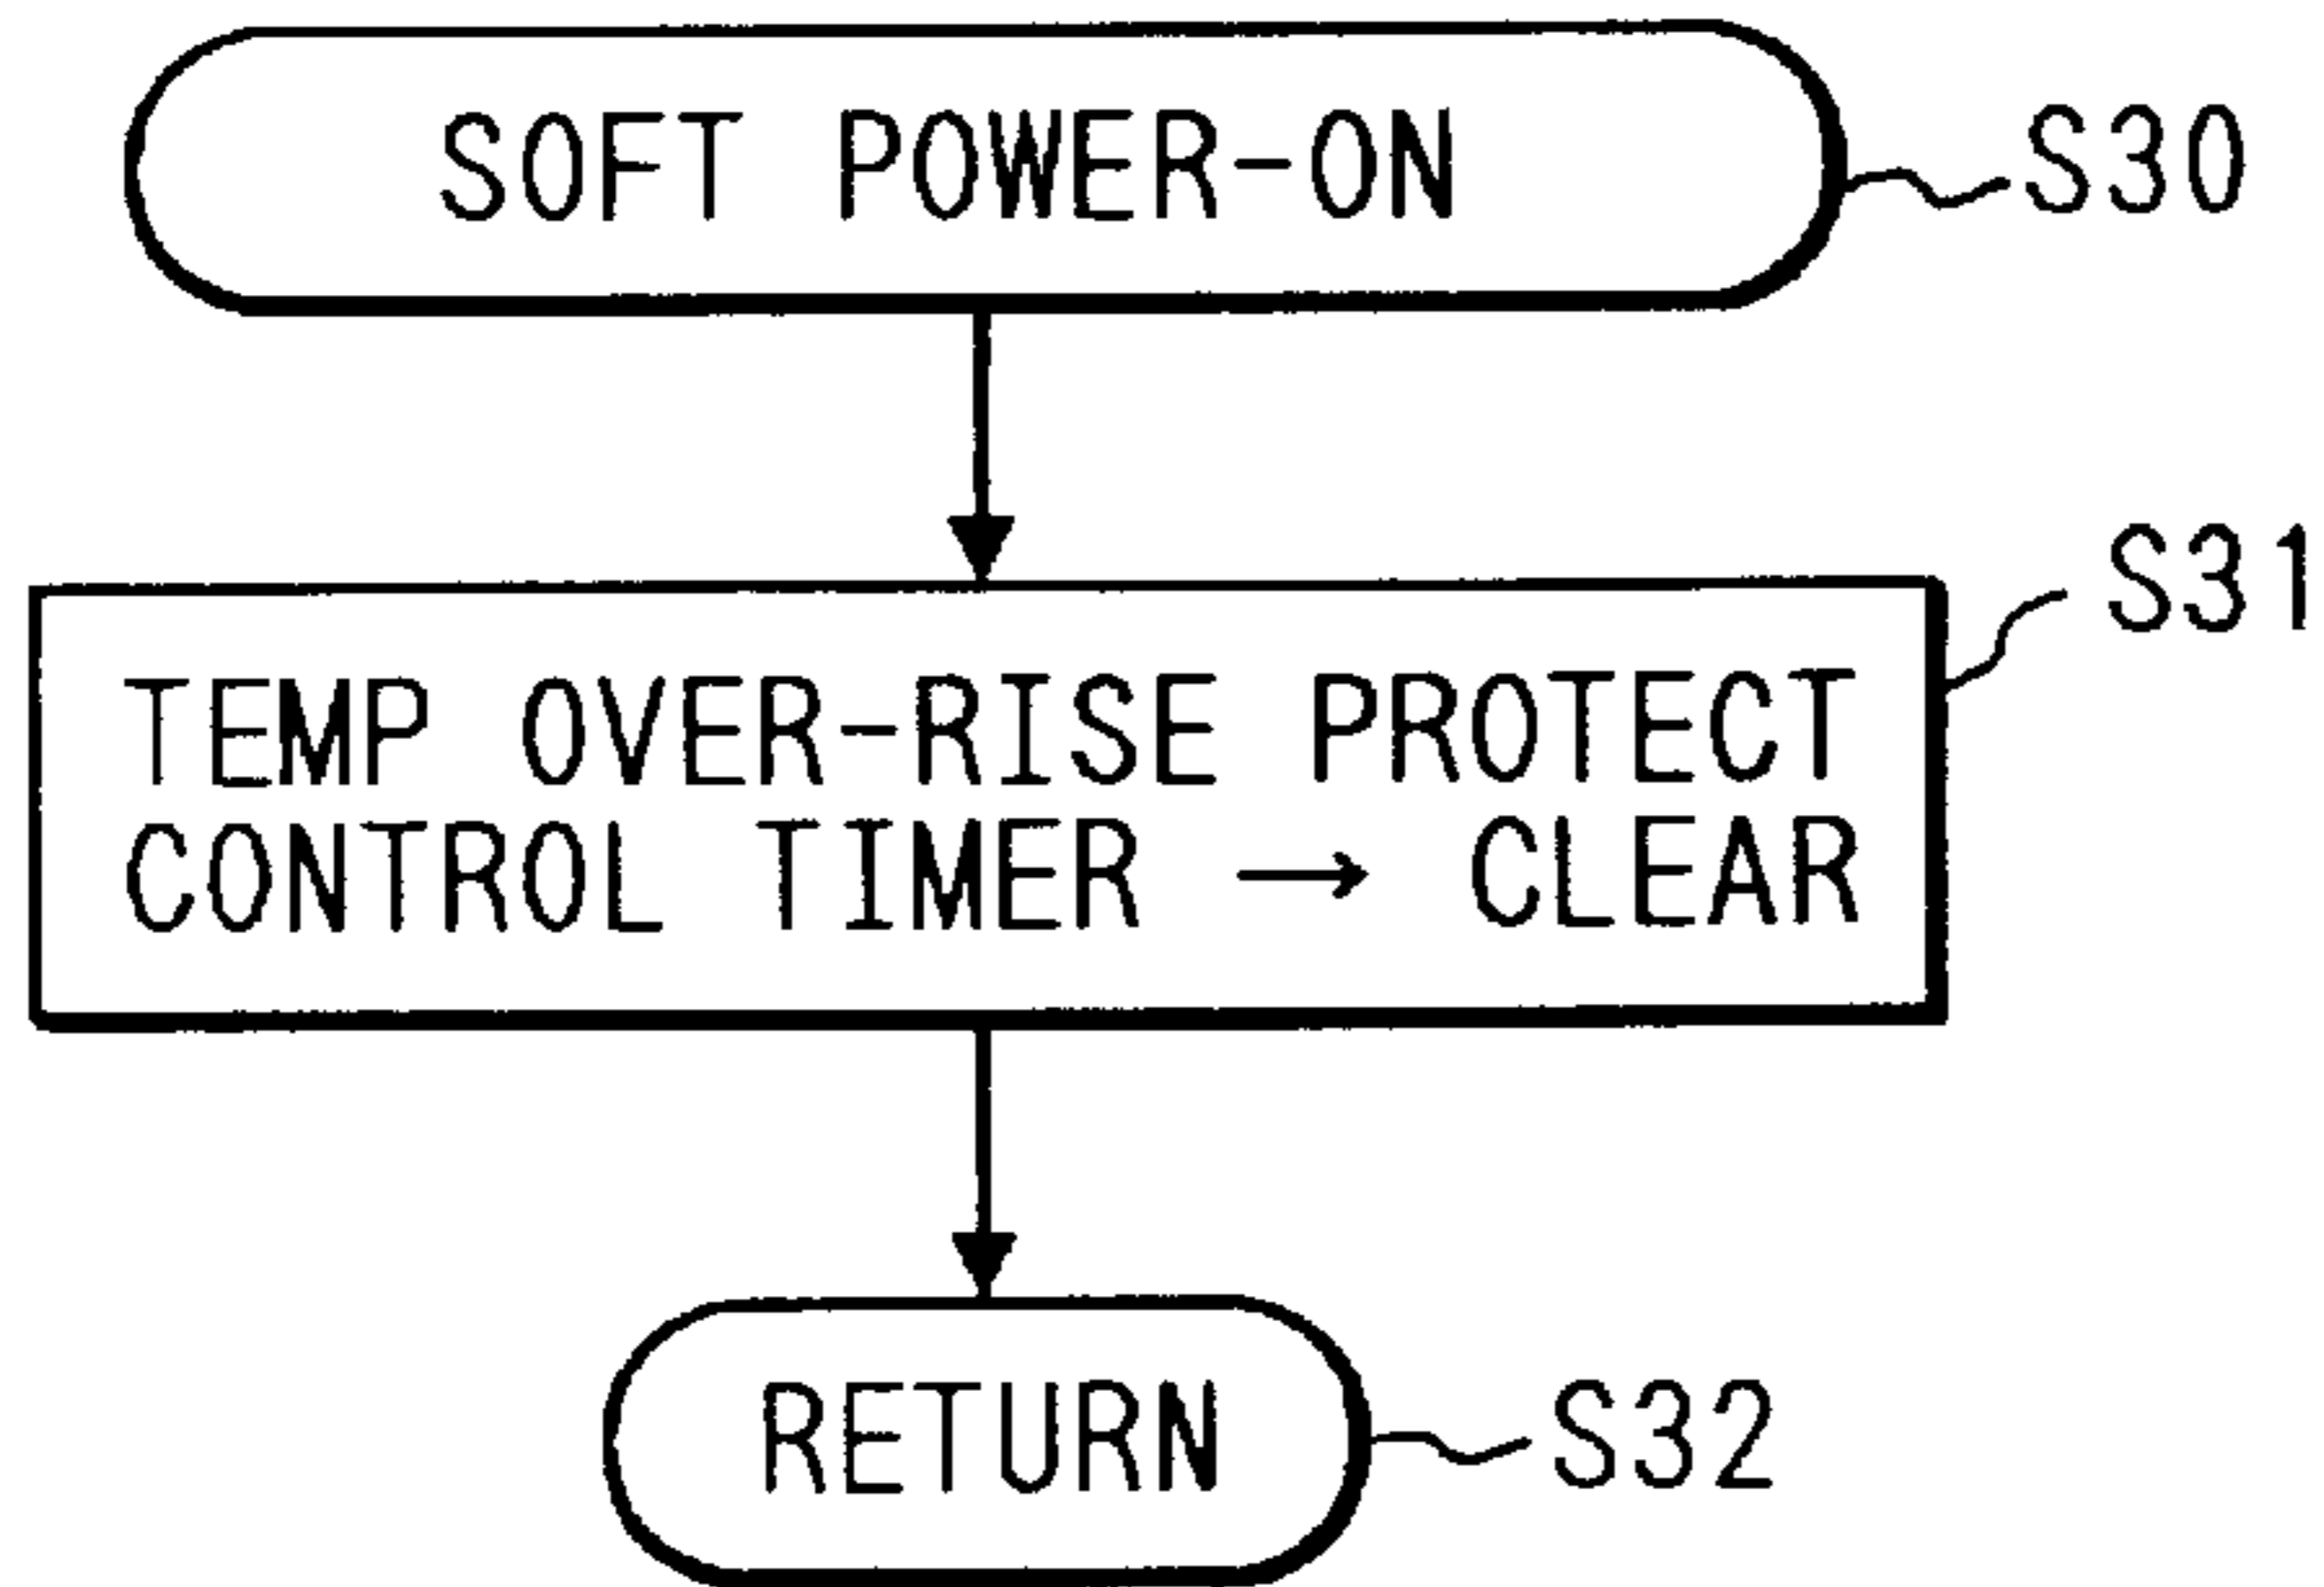 SOFT POWER-ON
S30
S31
TEMP OVER-RISE PROTECT
CONTROL TIMER → CLEAR
RETURN
S32